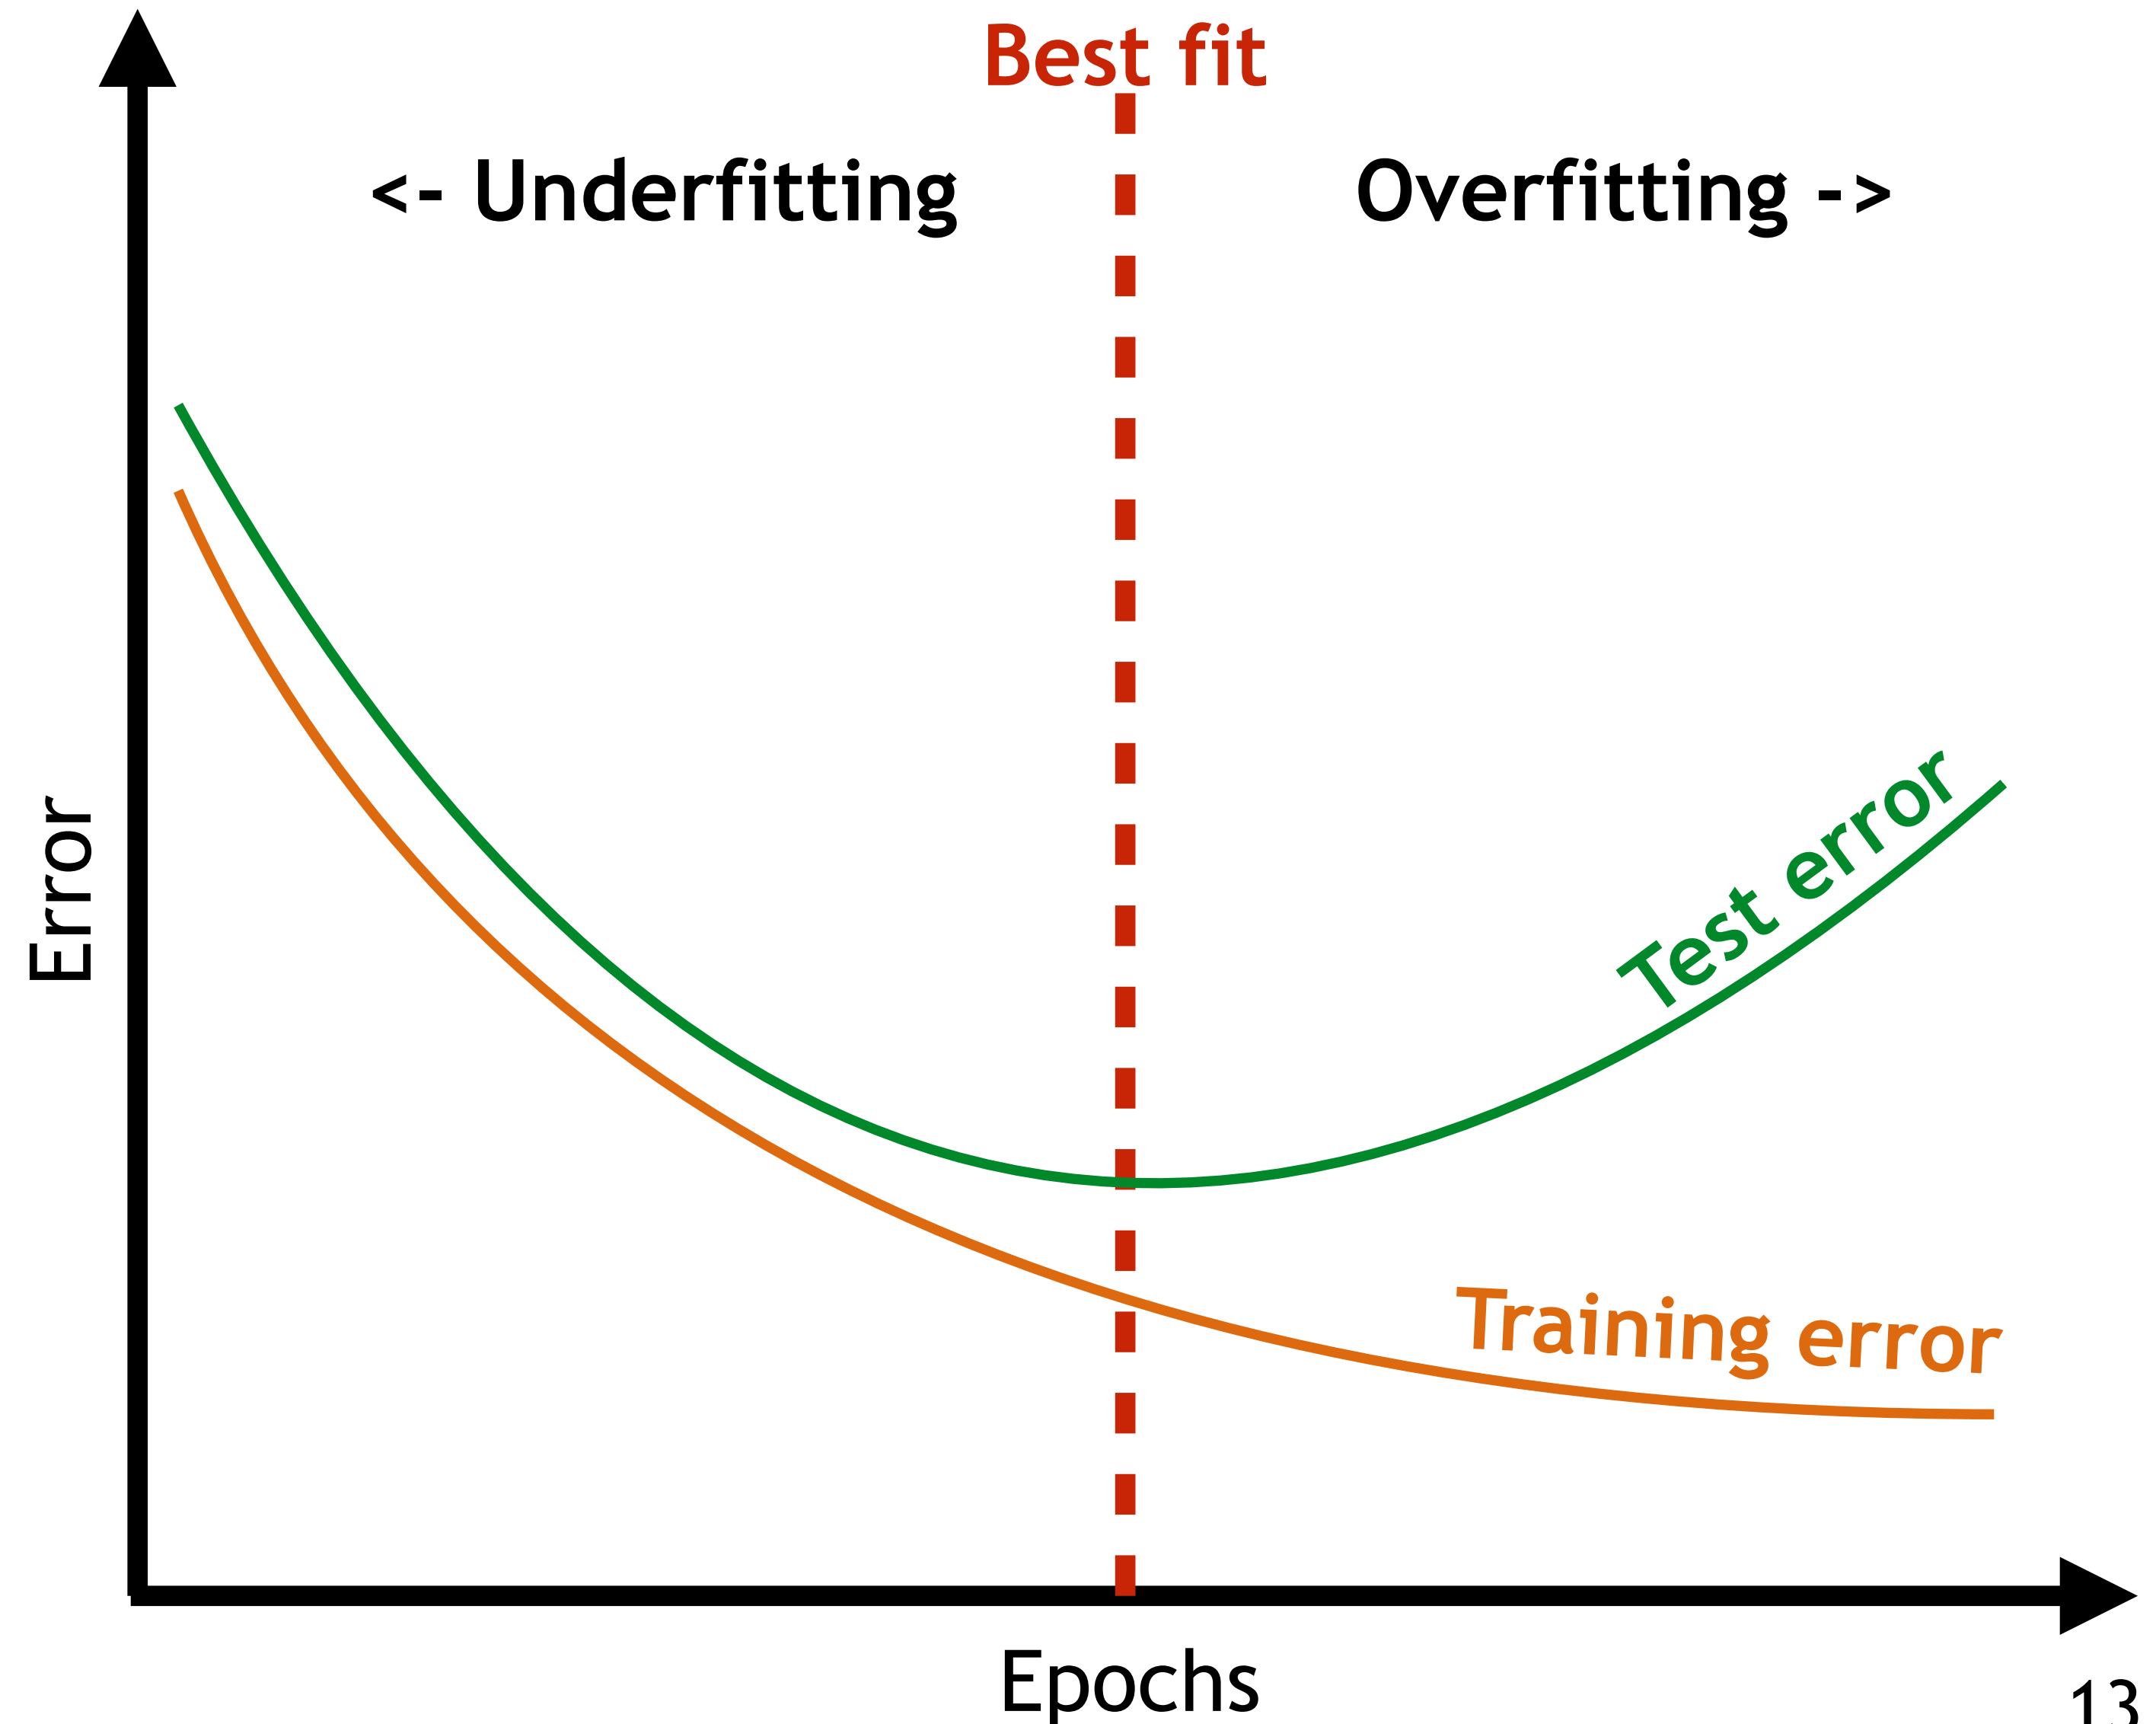 Best fit
<- Underfitting
Overfitting ->
Error
Test error
Training error
Epochs
13